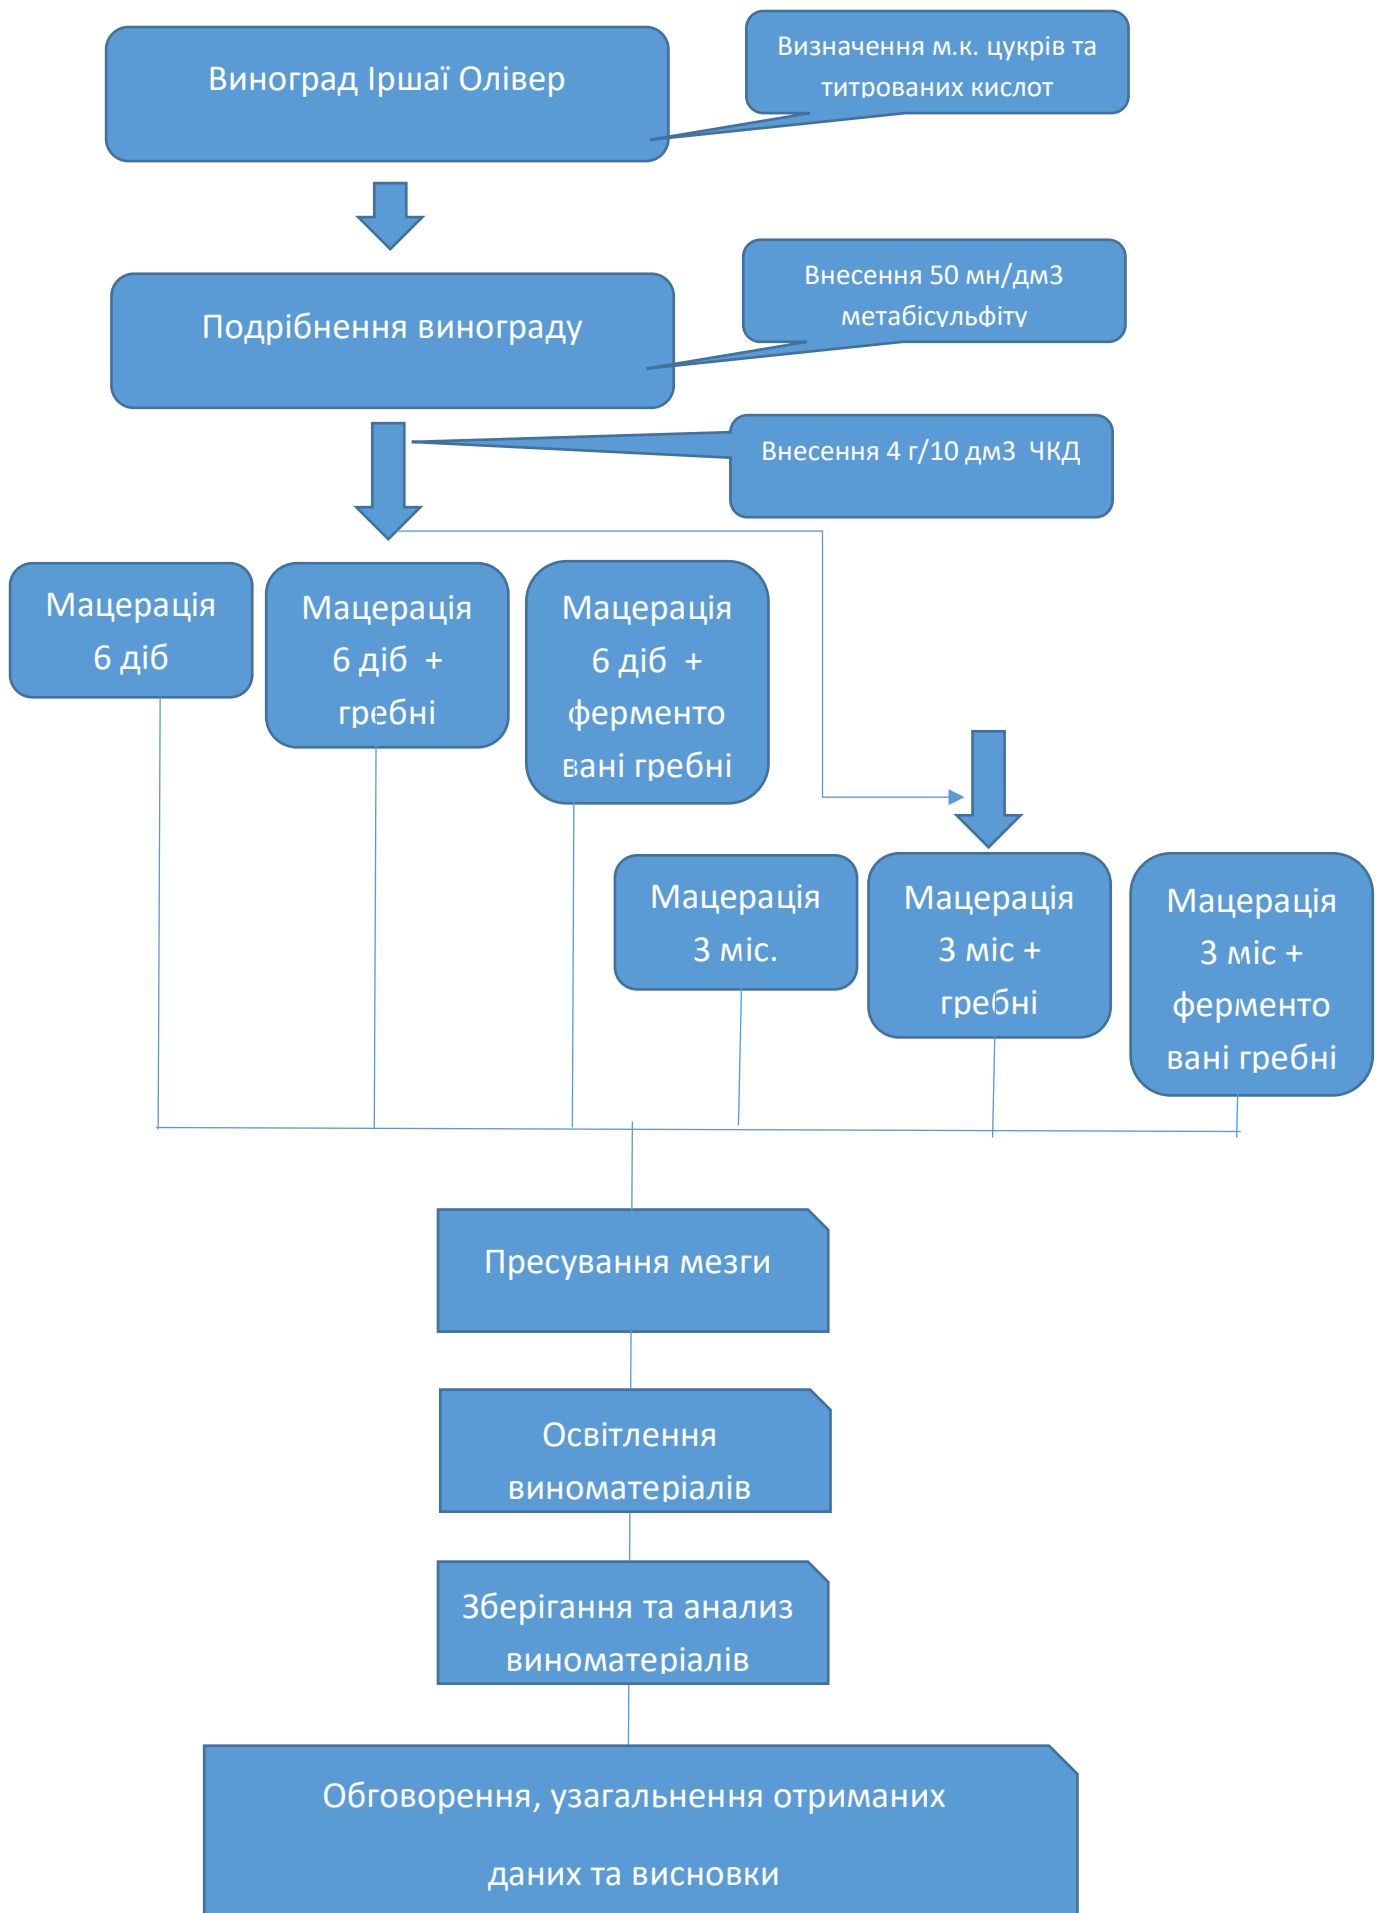 Виноград Іршаї Олівер
Визначення м.к. цукрів та
титрованих кислот
Подрібнення винограду
Внесення 50 мн/дм3
метабісульфіту
Внесення 4 г/10 дм3 ЧКД
Мацерація
6 діб
Мацерація
6 діб +
гребні
Мацерація
6 діб +
ферменто
вані гребні
Мацерація
3 міс.
Мацерація
3 міс +
гребні
Мацерація
3 міс +
ферменто
вані гребні
Пресування мезги
Освітлення
виноматеріалів
Зберігання та анализ
виноматеріалів
Обговорення, узагальнення отриманих
даних та висновки